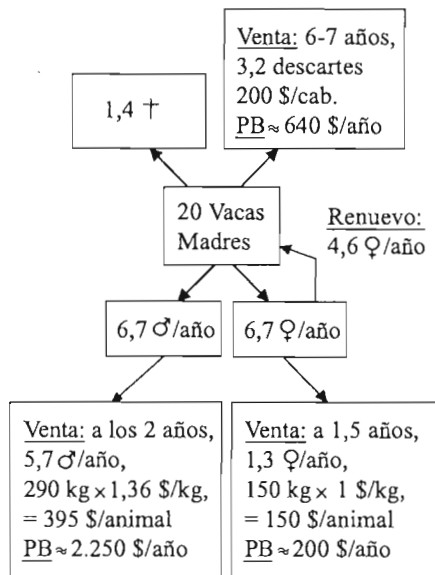 1,4 †
Venta: 6-7 años,
3,2 descartes
200 $/cab.
PB ≈ 640 $/año
20 Vacas
Madres
Renuevo:
4,6 ♀/año
6,7 ♂/año
6,7 ♀/año
Venta: a los 2 años,
5,7 ♂/año,
290 kg × 1,36 $/kg,
= 395 $/animal
PB ≈ 2.250 $/año
Venta: a 1,5 años,
1,3 ♀/año,
150 kg × 1 $/kg,
= 150 $/animal
PB ≈ 200 $/año